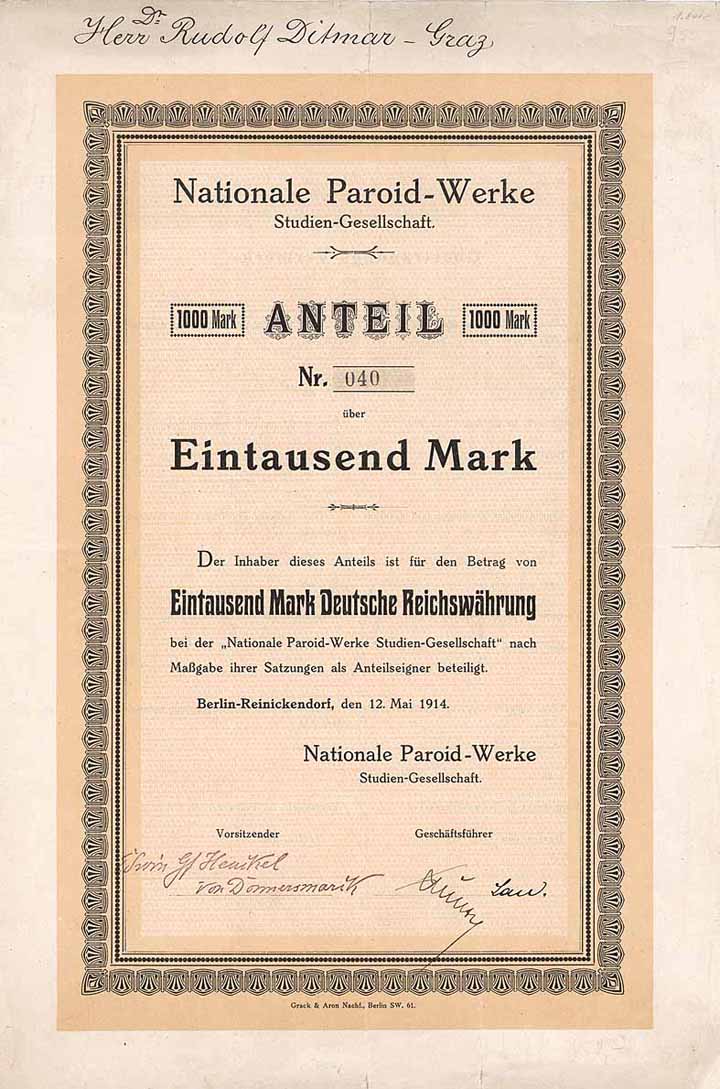 Dr
Herr Rudolf Ditmar - Graz
Nationale Paroid-Werke
Studien-Gesellschaft.
1000 Mark ANTEIL 1000 Mark
Nr. 040
über
Eintausend Mark
Der Inhaber dieses Anteils ist für den Betrag von
Eintausend Mark Deutsche Reichswährung
bei der „Nationale Paroid-Werke Studien-Gesellschaft“ nach
Maßgabe ihrer Satzungen als Anteilseigner beteiligt.
Berlin-Reinickendorf, den 12. Mai 1914.
Nationale Paroid-Werke
Studien-Gesellschaft.
Vorsitzender Geschäftsführer
Gf Henckel
von Donnersmarck
Grack & Aron Nachf., Berlin SW. 61.